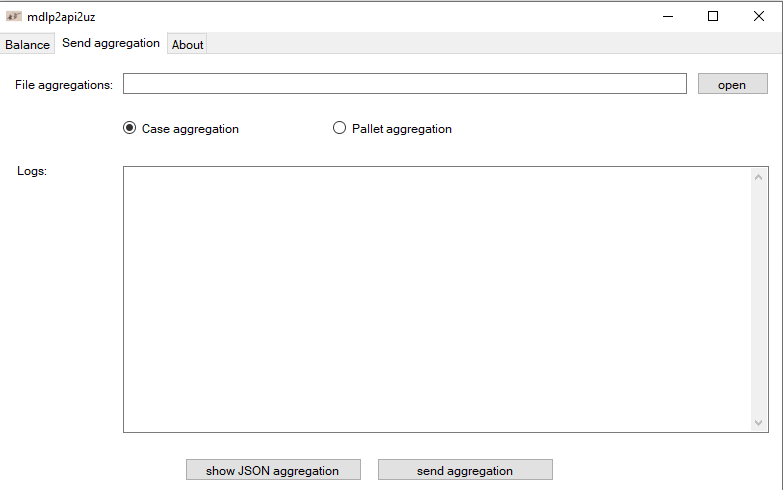 mdlp2api2uz
Balance Send aggregation About
File aggregations: open
Case aggregation Pallet aggregation
Logs:
show JSON aggregation send aggregation